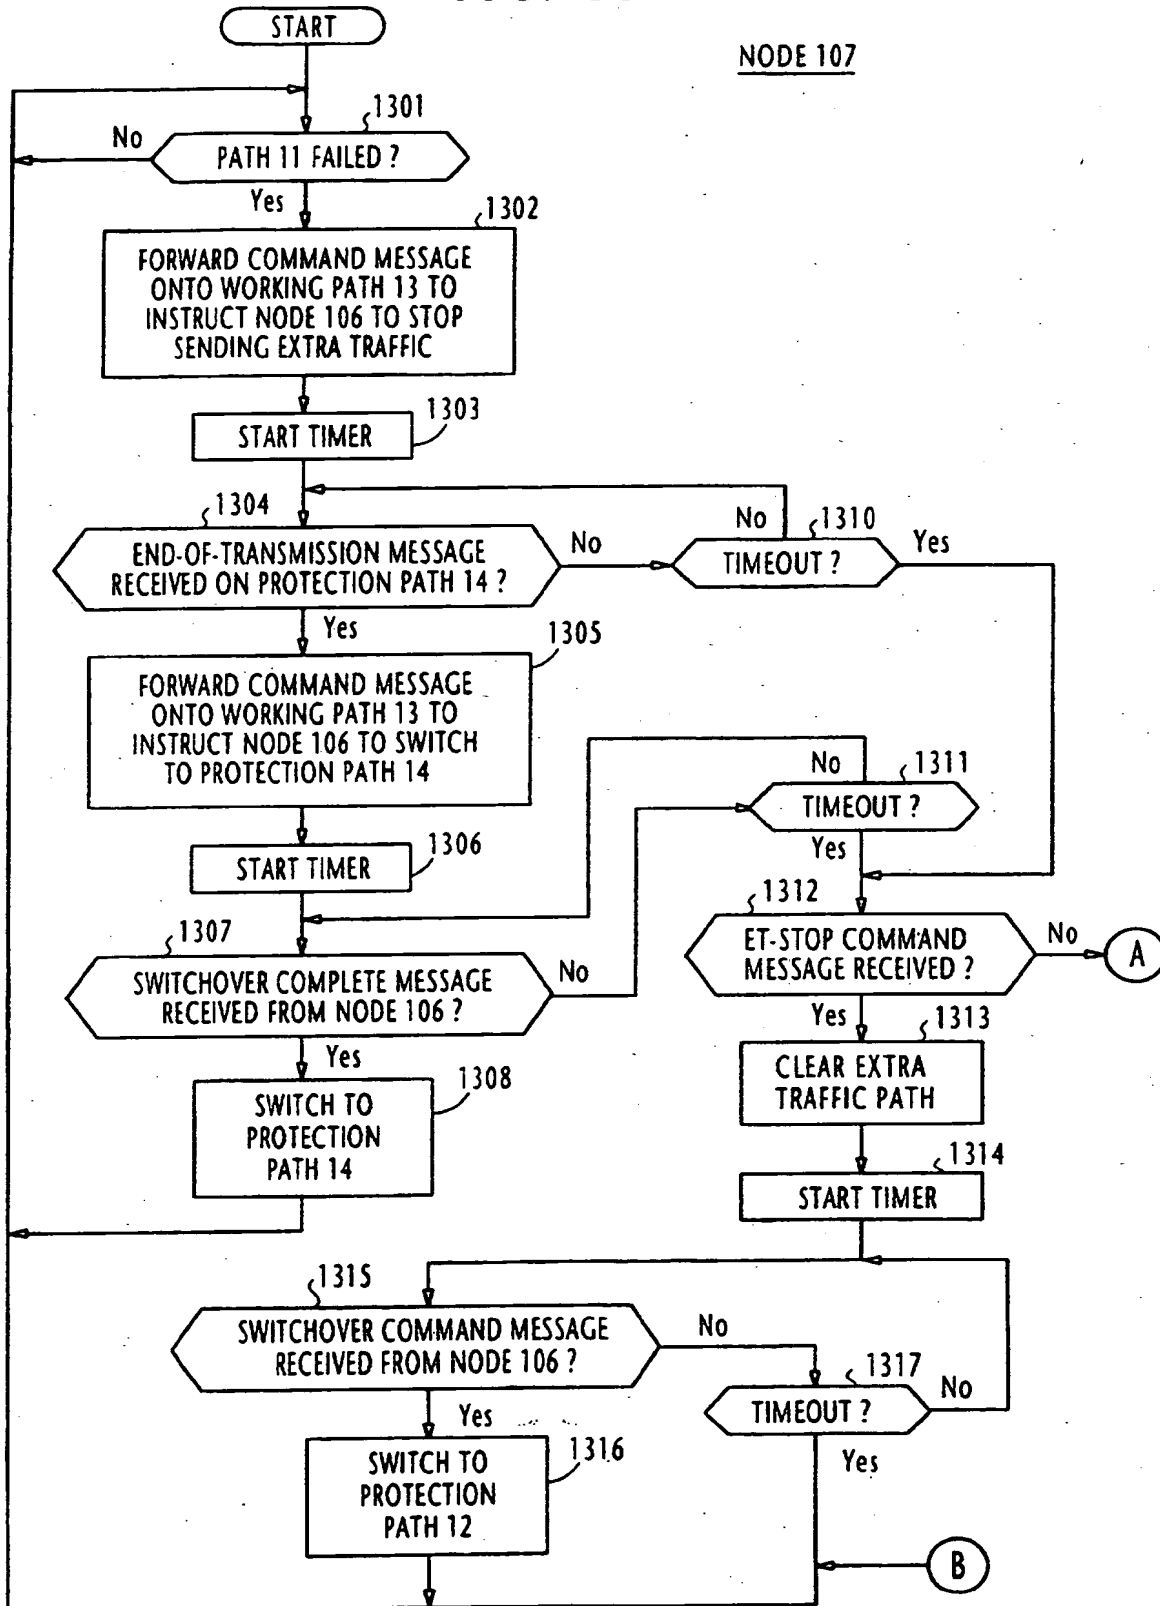 START
NODE 107
1301
No
PATH 11 FAILED ?
Yes
1302
FORWARD COMMAND MESSAGE
ONTO WORKING PATH 13 TO
INSTRUCT NODE 106 TO STOP
SENDING EXTRA TRAFFIC
1303
START TIMER
1304
END-OF-TRANSMISSION MESSAGE
RECEIVED ON PROTECTION PATH 14 ?
No
No
1310
TIMEOUT ?
Yes
Yes
1305
FORWARD COMMAND MESSAGE
ONTO WORKING PATH 13 TO
INSTRUCT NODE 106 TO SWITCH
TO PROTECTION PATH 14
No
1311
TIMEOUT ?
Yes
1306
START TIMER
1307
SWITCHOVER COMPLETE MESSAGE
RECEIVED FROM NODE 106 ?
No
1312
ET-STOP COMMAND
MESSAGE RECEIVED ?
No
A
Yes
Yes
1308
SWITCH TO
PROTECTION
PATH 14
1313
CLEAR EXTRA
TRAFFIC PATH
1314
START TIMER
1315
SWITCHOVER COMMAND MESSAGE
RECEIVED FROM NODE 106 ?
No
1317
TIMEOUT ?
No
Yes
Yes
1316
SWITCH TO
PROTECTION
PATH 12
B